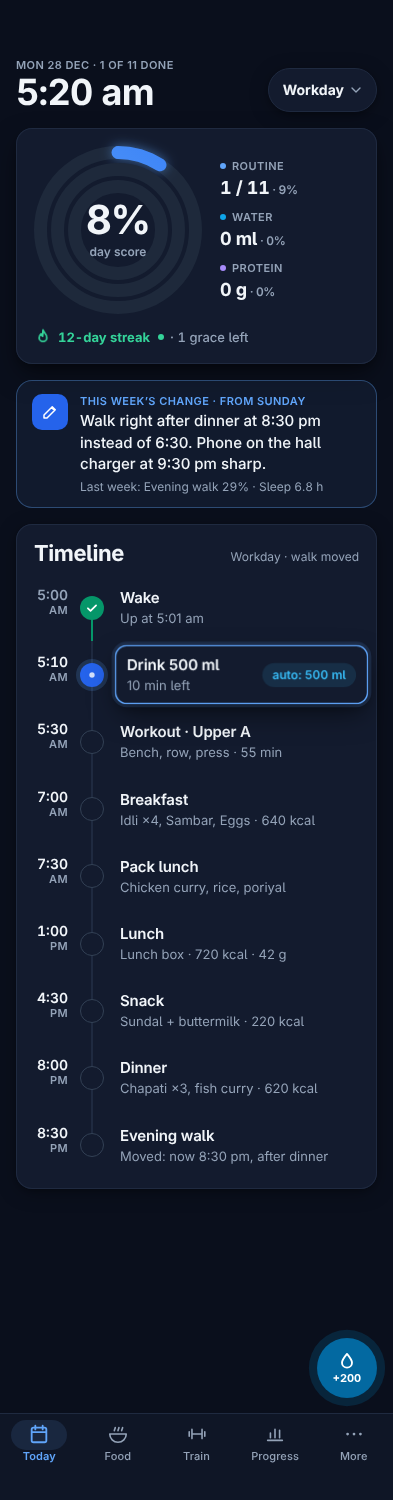 MON 28 DEC · 1 OF 11 DONE
5:20 am
Workday
8%
day score
ROUTINE
1 / 11 · 9%
WATER
0 ml · 0%
PROTEIN
0 g · 0%
12-day streak · 1 grace left
THIS WEEK'S CHANGE · FROM SUNDAY
Walk right after dinner at 8:30 pm
instead of 6:30. Phone on the hall
charger at 9:30 pm sharp.
Last week: Evening walk 29% · Sleep 6.8 h
Timeline
Workday · walk moved
5:00 AM
Wake
Up at 5:01 am
5:10 AM
Drink 500 ml
10 min left
auto: 500 ml
5:30 AM
Workout · Upper A
Bench, row, press · 55 min
7:00 AM
Breakfast
Idli ×4, Sambar, Eggs · 640 kcal
7:30 AM
Pack lunch
Chicken curry, rice, poriyal
1:00 PM
Lunch
Lunch box · 720 kcal · 42 g
4:30 PM
Snack
Sundal + buttermilk · 220 kcal
8:00 PM
Dinner
Chapati ×3, fish curry · 620 kcal
8:30 PM
Evening walk
Moved: now 8:30 pm, after dinner
+200
Today
Food
Train
Progress
More